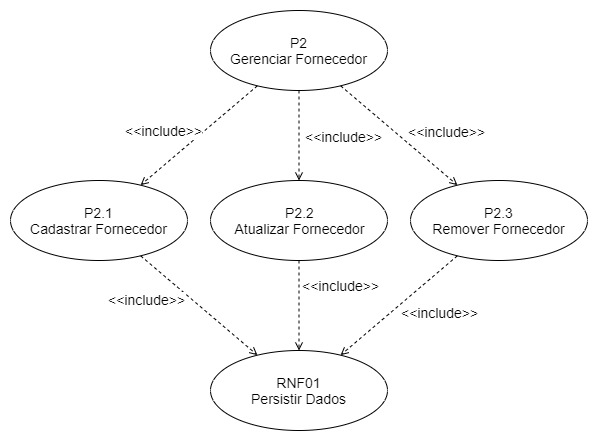 P2
Gerenciar Fornecedor
<<include>>
<<include>>
<<include>>
P2.1
Cadastrar Fornecedor
P2.2
Atualizar Fornecedor
P2.3
Remover Fornecedor
<<include>>
<<include>>
<<include>>
RNF01
Persistir Dados